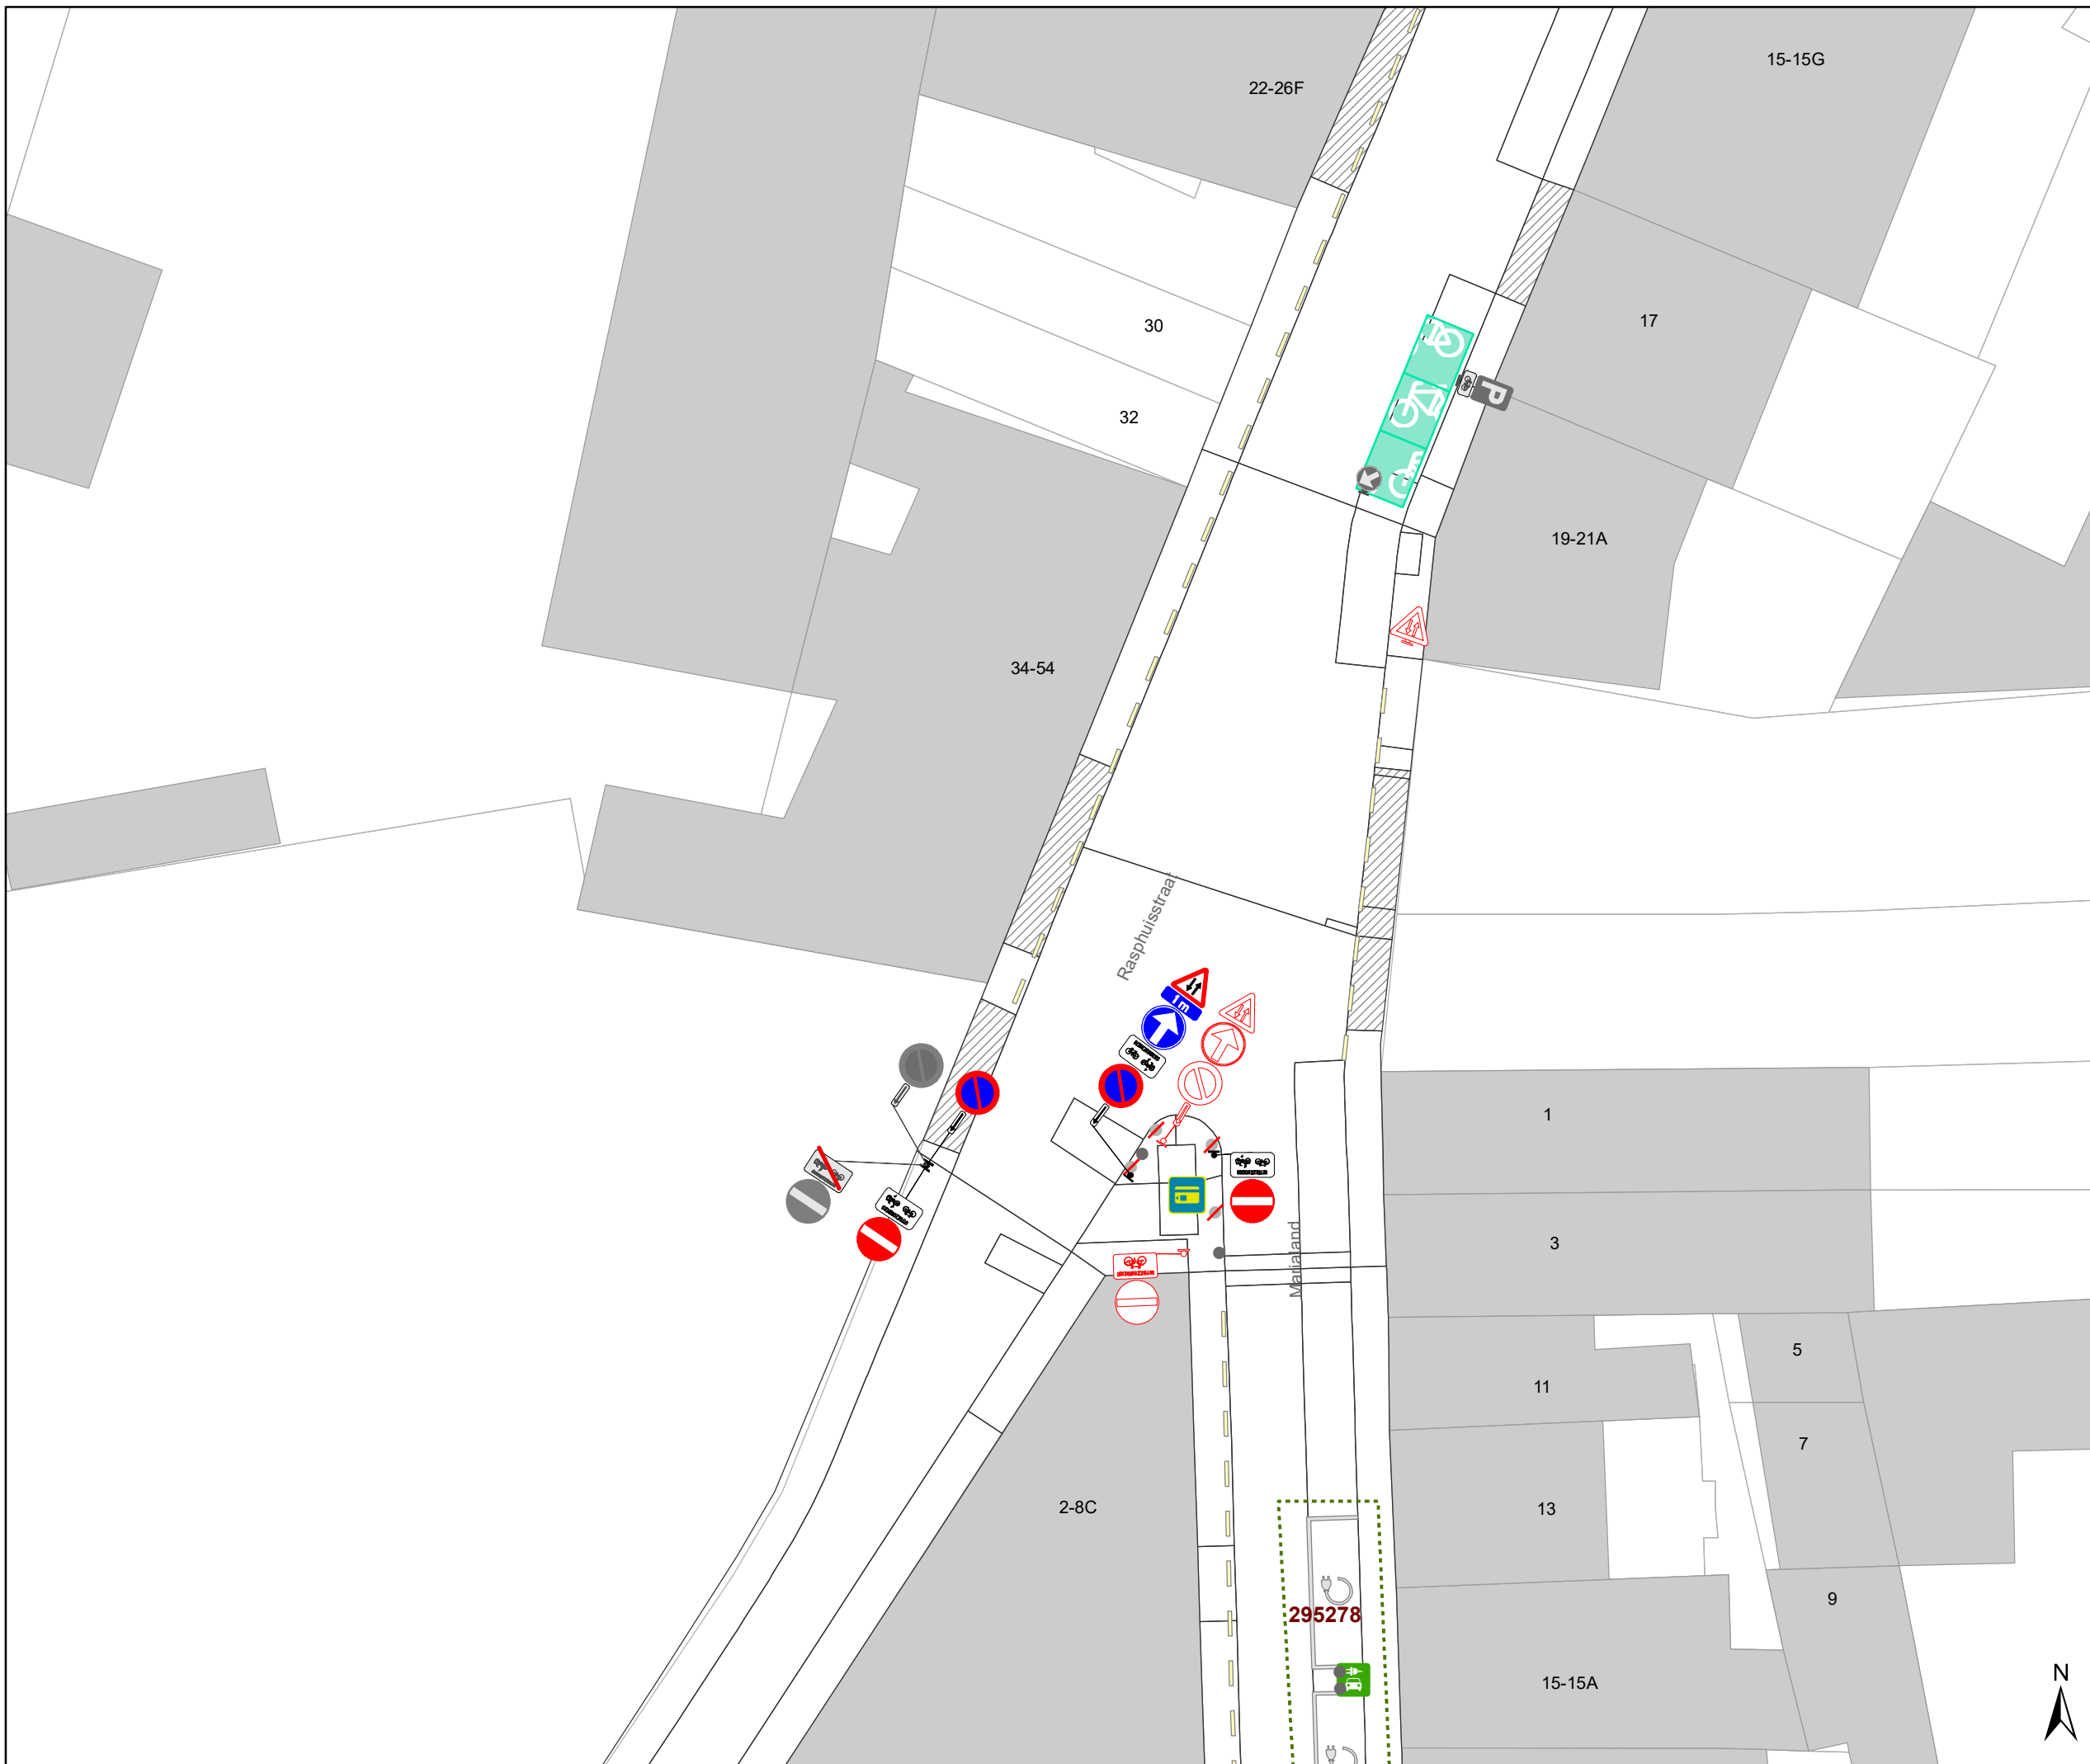 15-15G
22-26F
17
30
32
P
19-21A
34-54
Rasphuisstraat
1 m
1
Marialand
3
5
11
7
2-8C
13
9
295278
15-15A
N